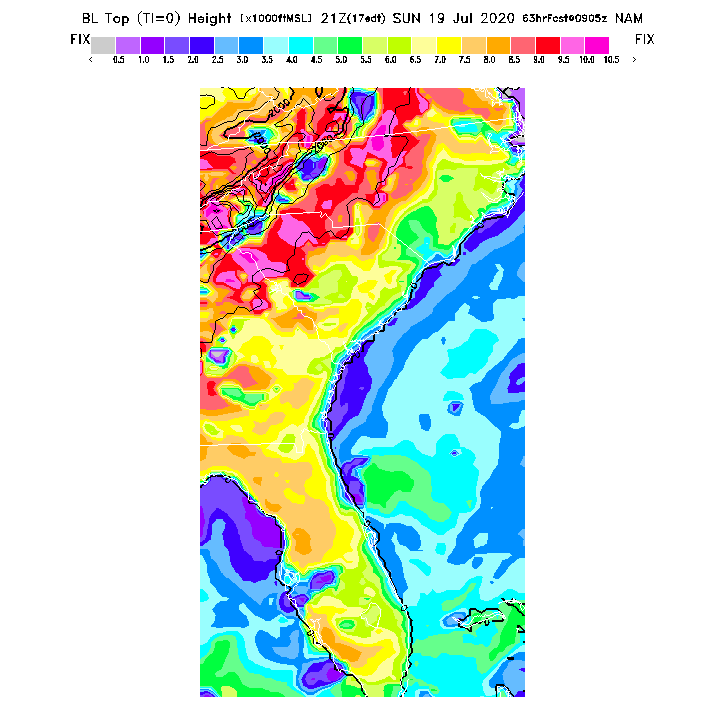 BL Top (TI=0) Height [x1000ftMSL] 21Z(17edt) SUN 19 Jul 2020 63hrFcst@0905z NAM
FIX FIX
< 0.5 1.0 1.5 2.0 2.5 3.0 3.5 4.0 4.5 5.0 5.5 6.0 6.5 7.0 7.5 8.0 8.5 9.0 9.5 10.0 10.5 >
2000